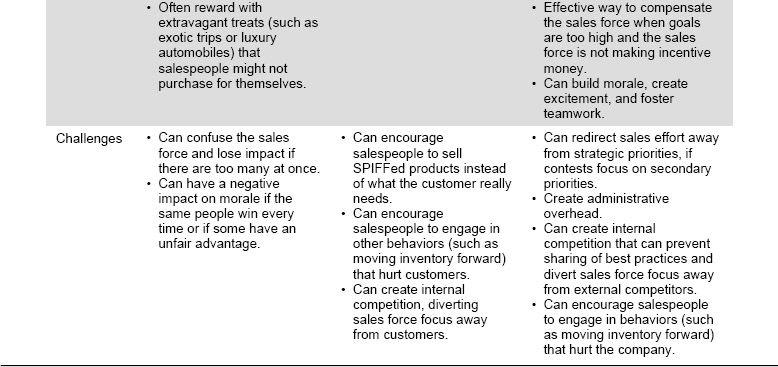 • Often reward with
extravagant treats (such as
exotic trips or luxury
automobiles) that
salespeople might not
purchase for themselves.
• Effective way to compensate
the sales force when goals
are too high and the sales
force is not making incentive
money.
• Can build morale, create
excitement, and foster
teamwork.
Challenges
• Can confuse the sales
force and lose impact if
there are too many at once.
• Can have a negative
impact on morale if the
same people win every
time or if some have an
unfair advantage.
• Can encourage
salespeople to sell
SPIFFed products instead
of what the customer really
needs.
• Can encourage
salespeople to engage in
other behaviors (such as
moving inventory forward)
that hurt customers.
• Can create internal
competition, diverting
sales force focus away
from customers.
• Can redirect sales effort away
from strategic priorities, if
contests focus on secondary
priorities.
• Create administrative
overhead.
• Can create internal
competition that can prevent
sharing of best practices and
divert sales force focus away
from external competitors.
• Can encourage salespeople
to engage in behaviors (such
as moving inventory forward)
that hurt the company.